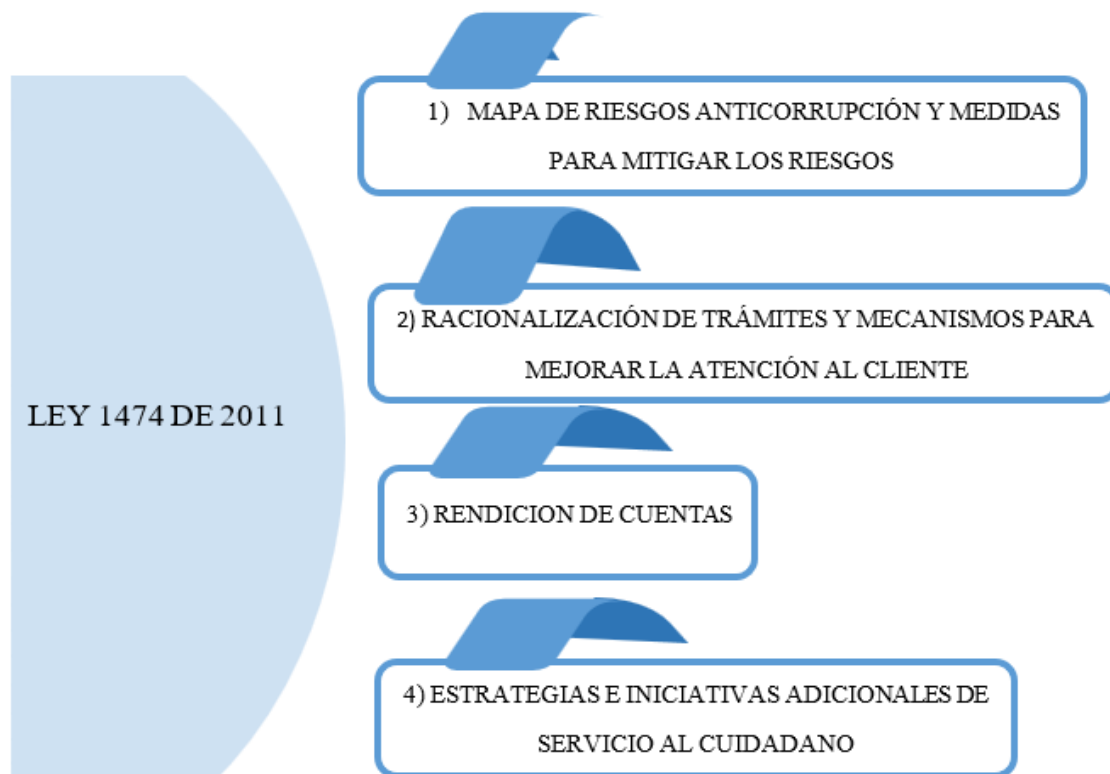 LEY 1474 DE 2011
1) MAPA DE RIESGOS ANTICORRUPCIÓN Y MEDIDAS
PARA MITIGAR LOS RIESGOS
2) RACIONALIZACIÓN DE TRÁMITES Y MECANISMOS PARA
MEJORAR LA ATENCIÓN AL CLIENTE
3) RENDICION DE CUENTAS
4) ESTRATEGIAS E INICIATIVAS ADICIONALES DE
SERVICIO AL CUIDADANO